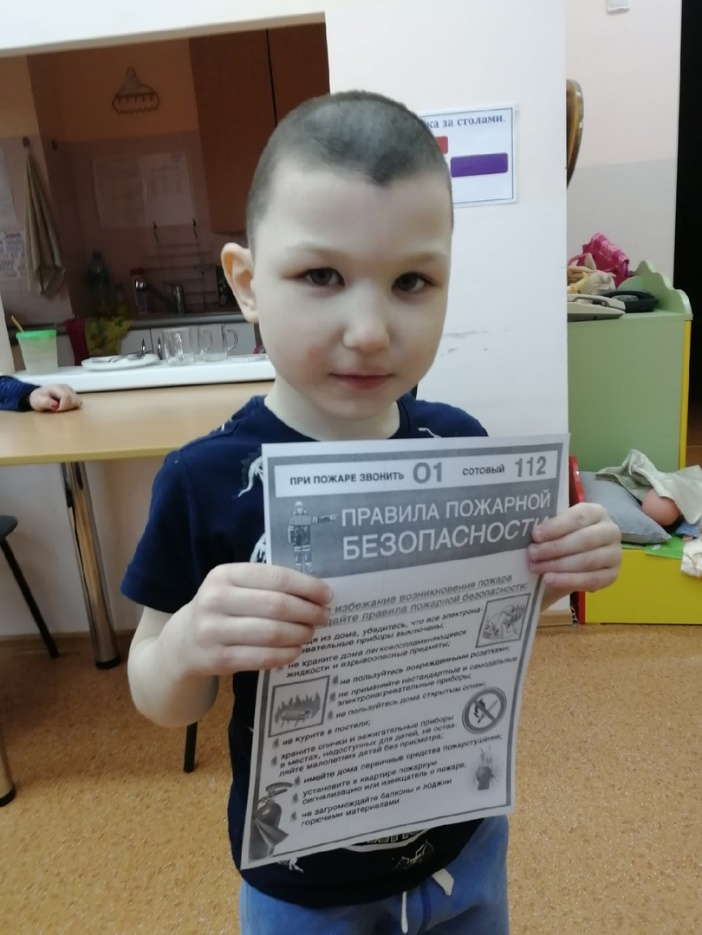 ка за столами.
ПРИ ПОЖАРЕ ЗВОНИТЬ 01 СОТОВЫЙ 112
ПРАВИЛА ПОЖАРНОЙ
БЕЗОПАСНОСТИ
избежание возникновения пожара
дайте правила пожарной безопасности:
дя из дома, убедитесь, что все электрона-
вательные приборы выключены;
не храните дома легковоспламеняющиеся
жидкости и взрывоопасные предметы;
не пользуйтесь поврежденными розетками;
не применяйте нестандартные и самодельные
электронагревательные приборы;
не пользуйтесь дома открытым огнем;
не курите в постели;
храните спички и зажигательные приборы
в местах, недоступных для детей, не остав-
ляйте малолетних детей без присмотра;
имейте дома первичные средства пожаротушения;
установите в квартире пожарную
сигнализацию или извещатель о пожаре;
не загромождайте балконы и лоджии
горючими материалами